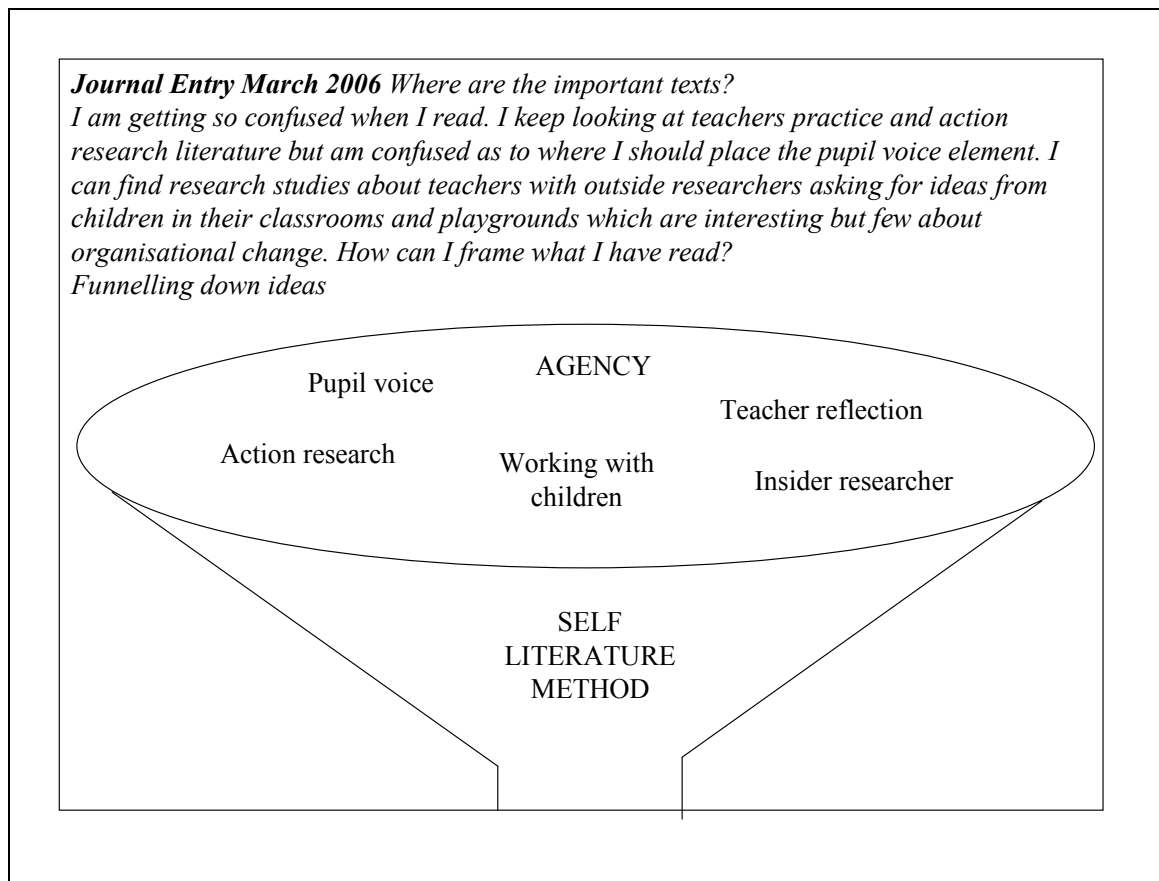 Journal Entry March 2006 Where are the important texts?
I am getting so confused when I read. I keep looking at teachers practice and action
research literature but am confused as to where I should place the pupil voice element. I
can find research studies about teachers with outside researchers asking for ideas from
children in their classrooms and playgrounds which are interesting but few about
organisational change. How can I frame what I have read?
Funnelling down ideas
AGENCY
Pupil voice
Teacher reflection
Action research
Working with
children
Insider researcher
SELF
LITERATURE
METHOD